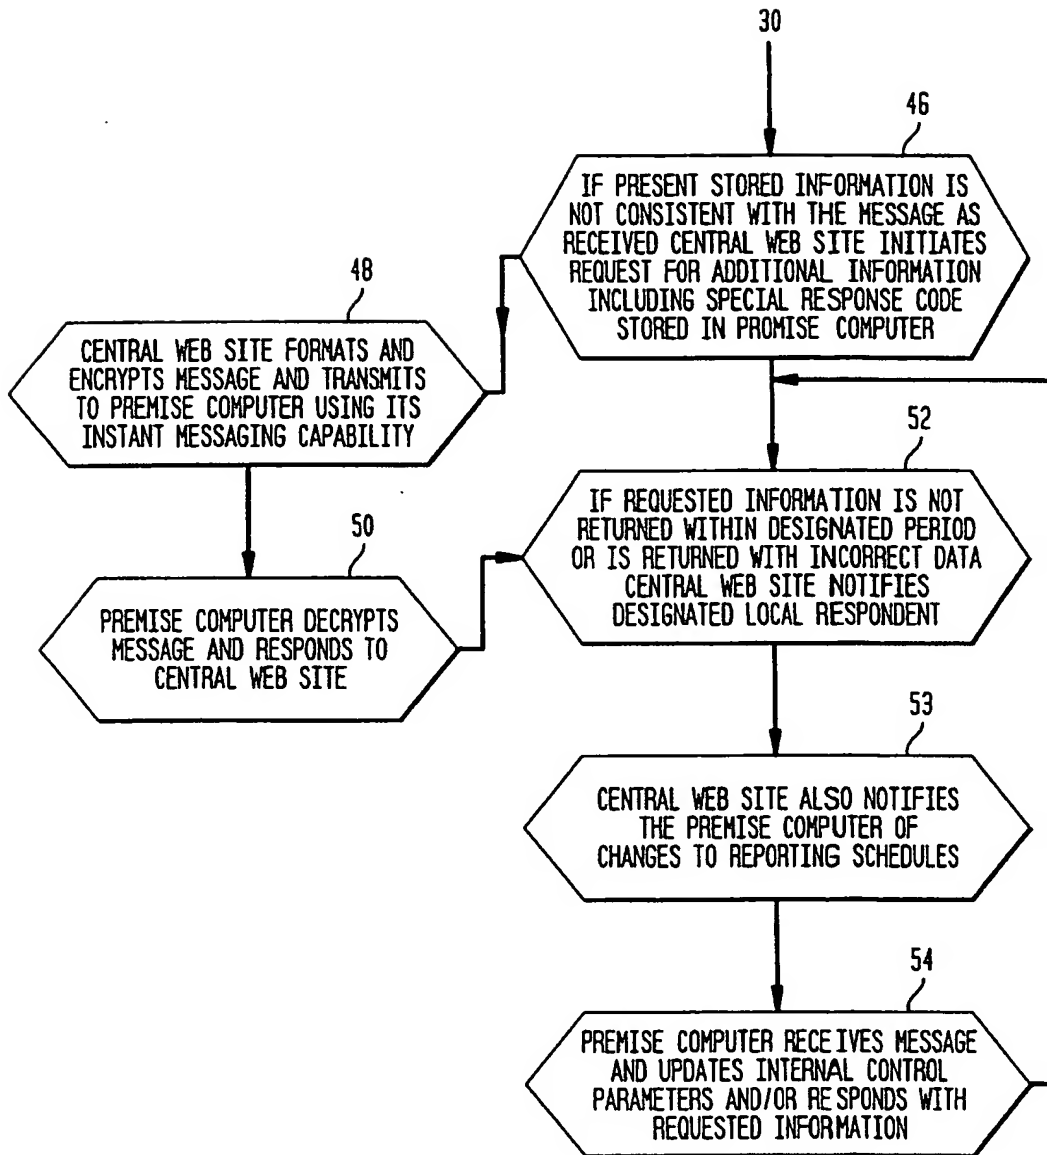 30
46
IF PRESENT STORED INFORMATION IS
NOT CONSISTENT WITH THE MESSAGE AS
RECEIVED CENTRAL WEB SITE INITIATES
REQUEST FOR ADDITIONAL INFORMATION
INCLUDING SPECIAL RESPONSE CODE
STORED IN PROMISE COMPUTER
48
CENTRAL WEB SITE FORMATS AND
ENCRYPTS MESSAGE AND TRANSMITS
TO PREMISE COMPUTER USING ITS
INSTANT MESSAGING CAPABILITY
50
PREMISE COMPUTER DECRYPTS
MESSAGE AND RESPONDS TO
CENTRAL WEB SITE
52
IF REQUESTED INFORMATION IS NOT
RETURNED WITHIN DESIGNATED PERIOD
OR IS RETURNED WITH INCORRECT DATA
CENTRAL WEB SITE NOTIFIES
DESIGNATED LOCAL RESPONDENT
53
CENTRAL WEB SITE ALSO NOTIFIES
THE PREMISE COMPUTER OF
CHANGES TO REPORTING SCHEDULES
54
PREMISE COMPUTER RECEIVES MESSAGE
AND UPDATES INTERNAL CONTROL
PARAMETERS AND/OR RESPONDS WITH
REQUESTED INFORMATION